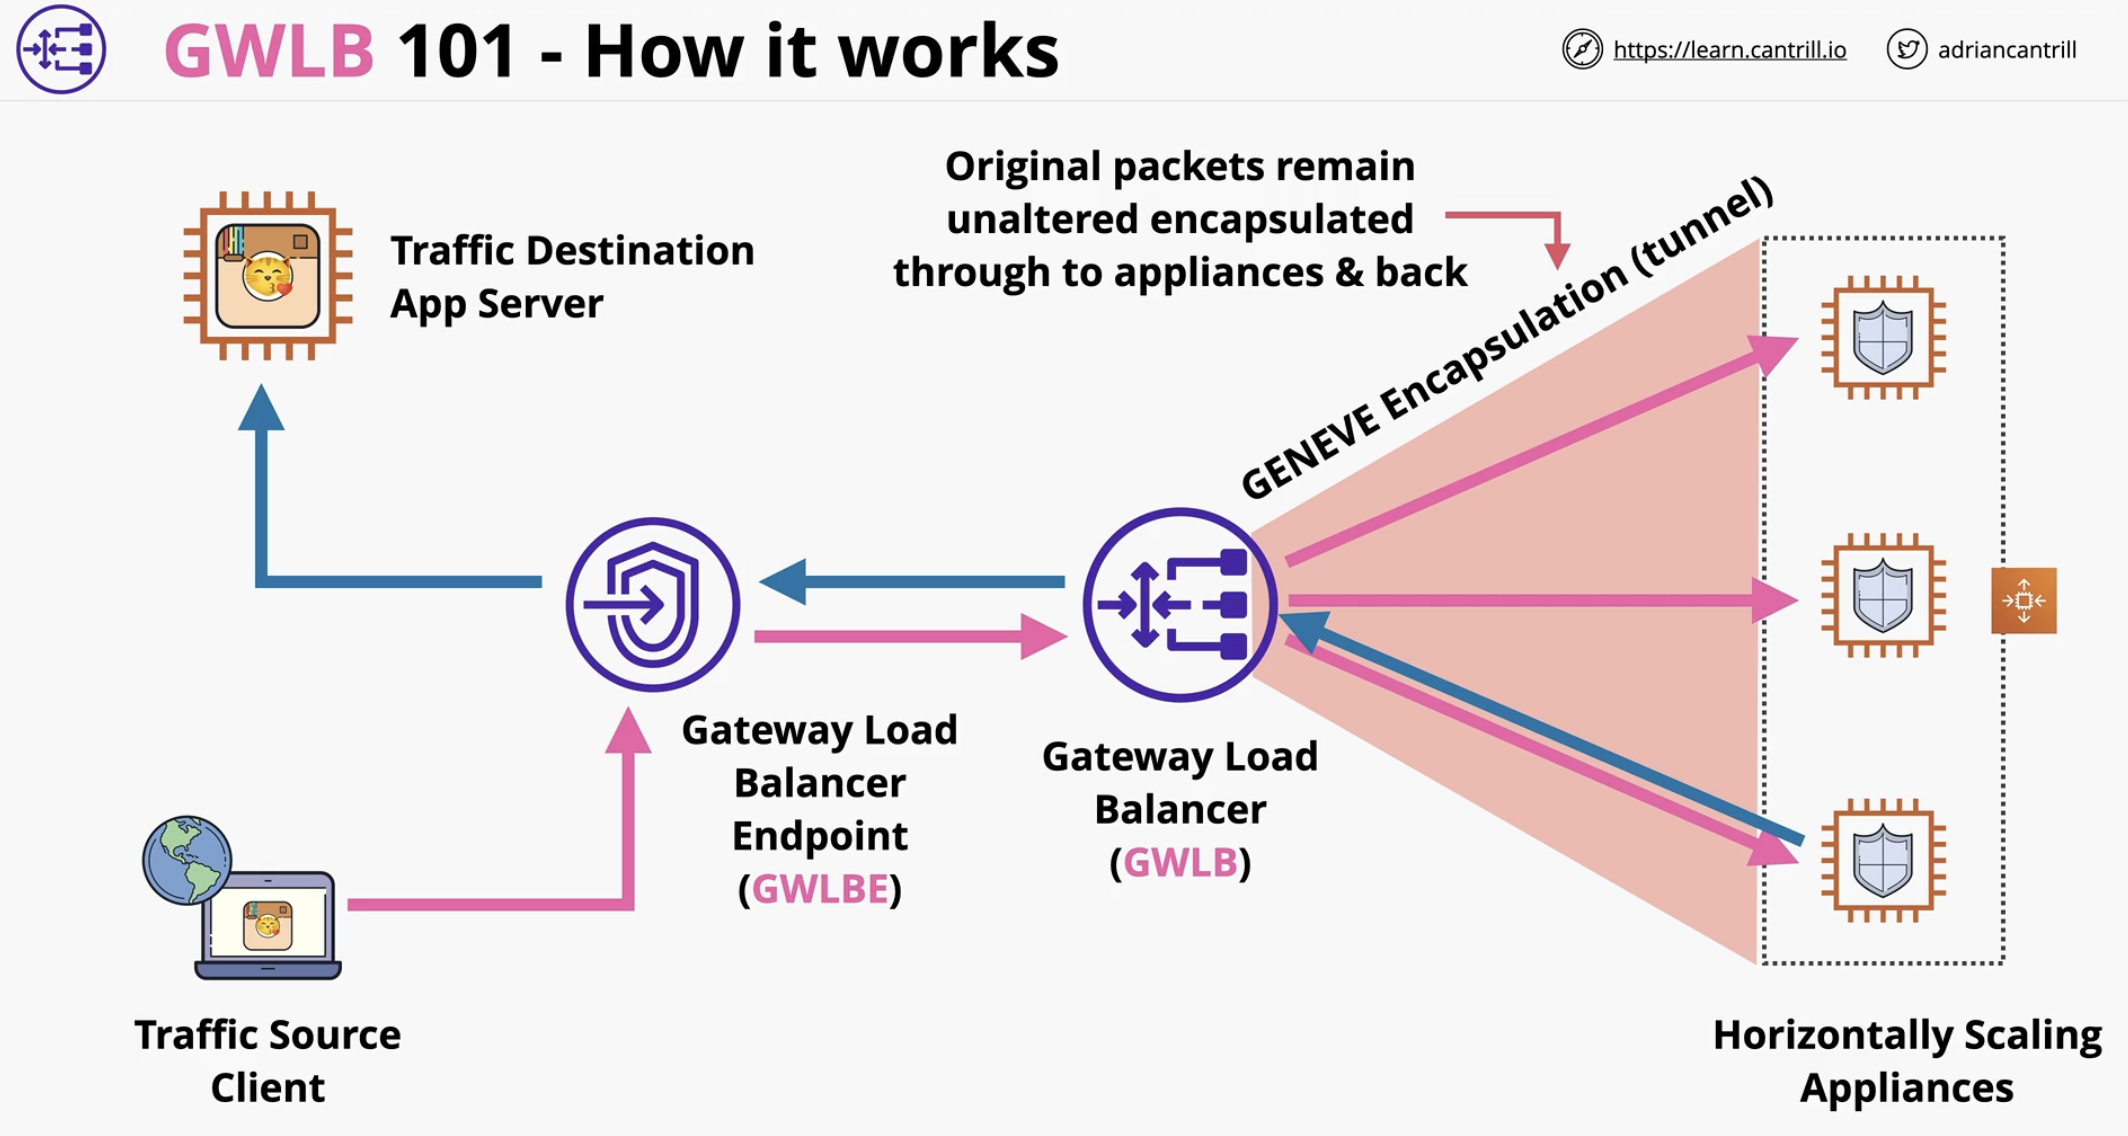 GWLB 101 - How it works
https://learn.cantrill.io
adriancantrill
Original packets remain
unaltered encapsulated
through to appliances & back
GENEVE Encapsulation (tunnel)
Traffic Destination
App Server
Gateway Load
Balancer
Endpoint
(GWLBE)
Gateway Load
Balancer
(GWLB)
Traffic Source
Client
Horizontally Scaling
Appliances